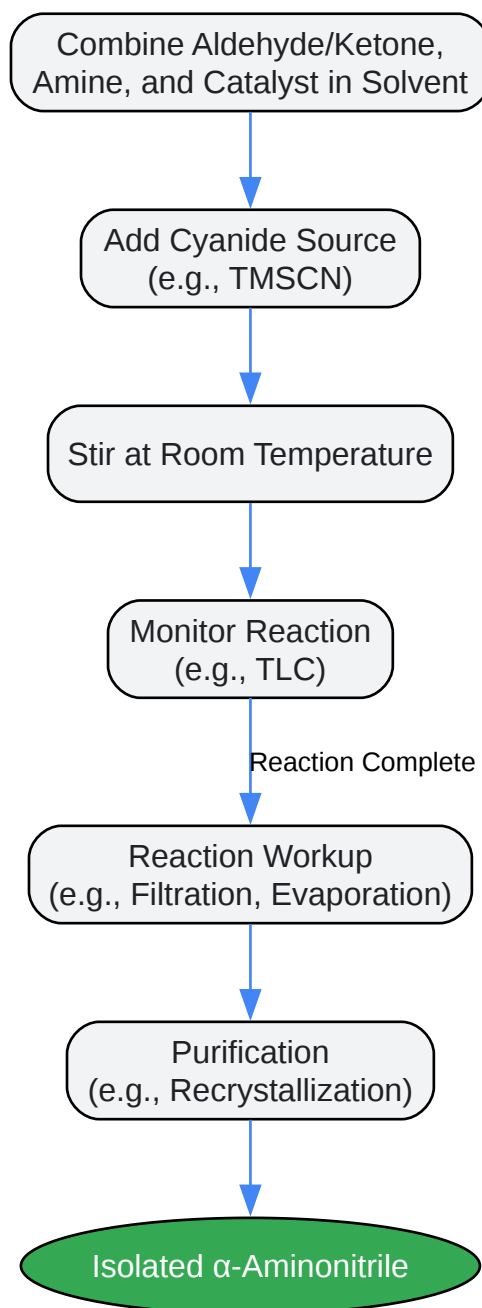 Combine Aldehyde/Ketone,
Amine, and Catalyst in Solvent
Add Cyanide Source
(e.g., TMSCN)
Stir at Room Temperature
Monitor Reaction
(e.g., TLC)
Reaction Complete
Reaction Workup
(e.g., Filtration, Evaporation)
Purification
(e.g., Recrystallization)
Isolated α-Aminonitrile